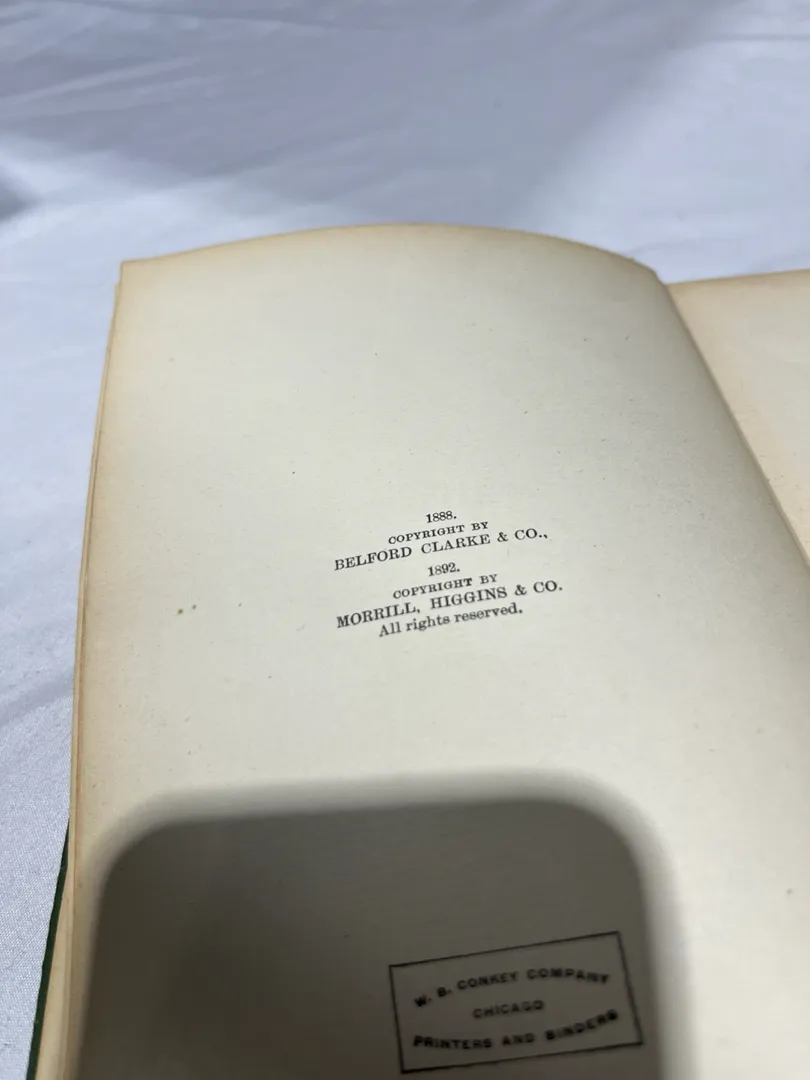 1888.
COPYRIGHT BY
BELFORD CLARKE & CO.,
1892.
COPYRIGHT BY
MORRILL, HIGGINS & CO.
All rights reserved.
W. B. CONKEY COMPANY
CHICAGO
PRINTERS AND BINDERS